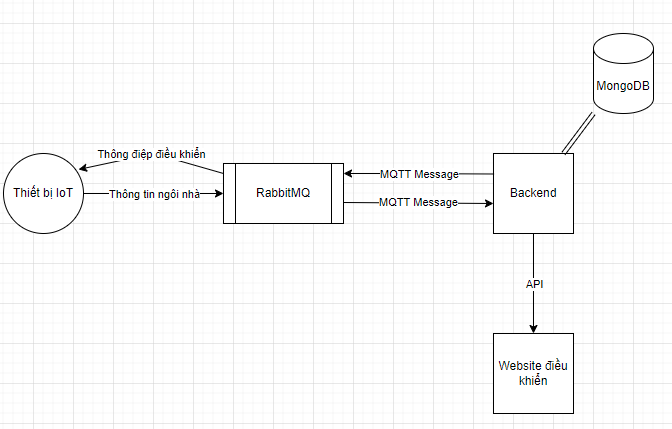 MongoDB
Thông điệp điều khiển
Thiết bị IoT
Thông tin ngôi nhà
RabbitMQ
MQTT Message
MQTT Message
Backend
API
Website điều
khiển